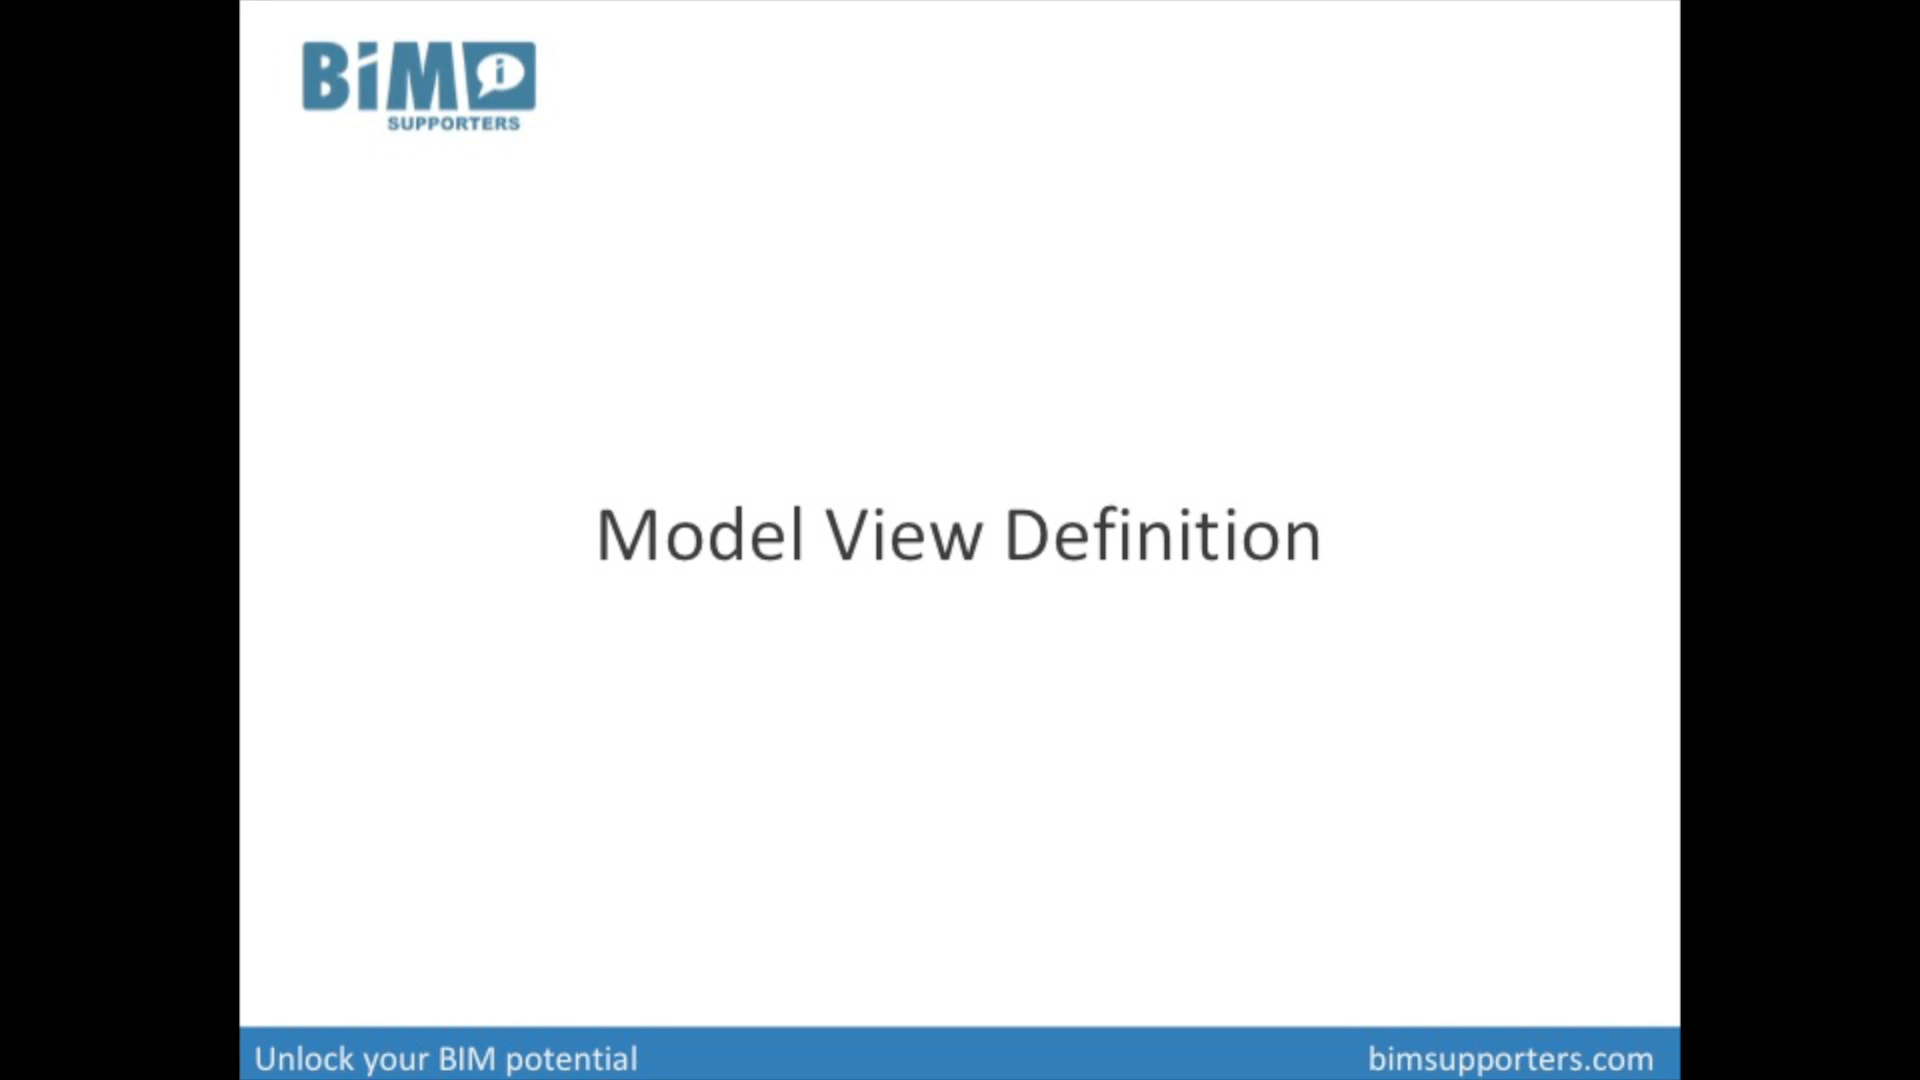 BiM i
SUPPORTERS
Model View Definition
Unlock your BIM potential
bimsupporters.com